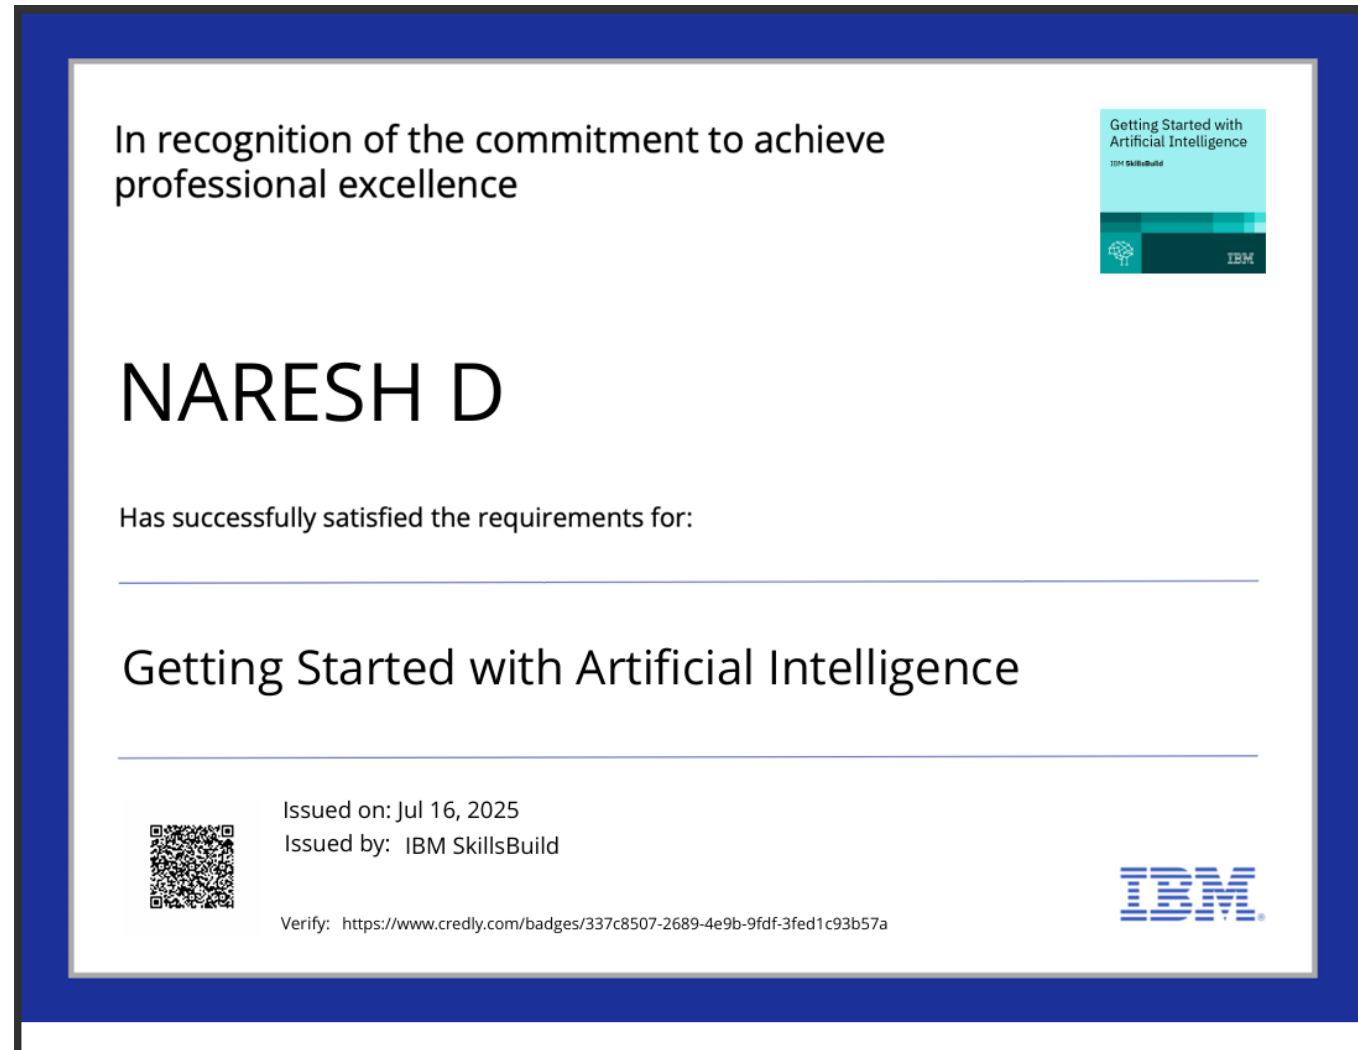 In recognition of the commitment to achieve
professional excellence
Getting Started with
Artificial Intelligence
IBM SkillsBuild
IBM
NARESH D
Has successfully satisfied the requirements for:
Getting Started with Artificial Intelligence
Issued on: Jul 16, 2025
Issued by: IBM SkillsBuild
Verify: https://www.credly.com/badges/337c8507-2689-4e9b-9fdf-3fed1c93b57a
IBM®